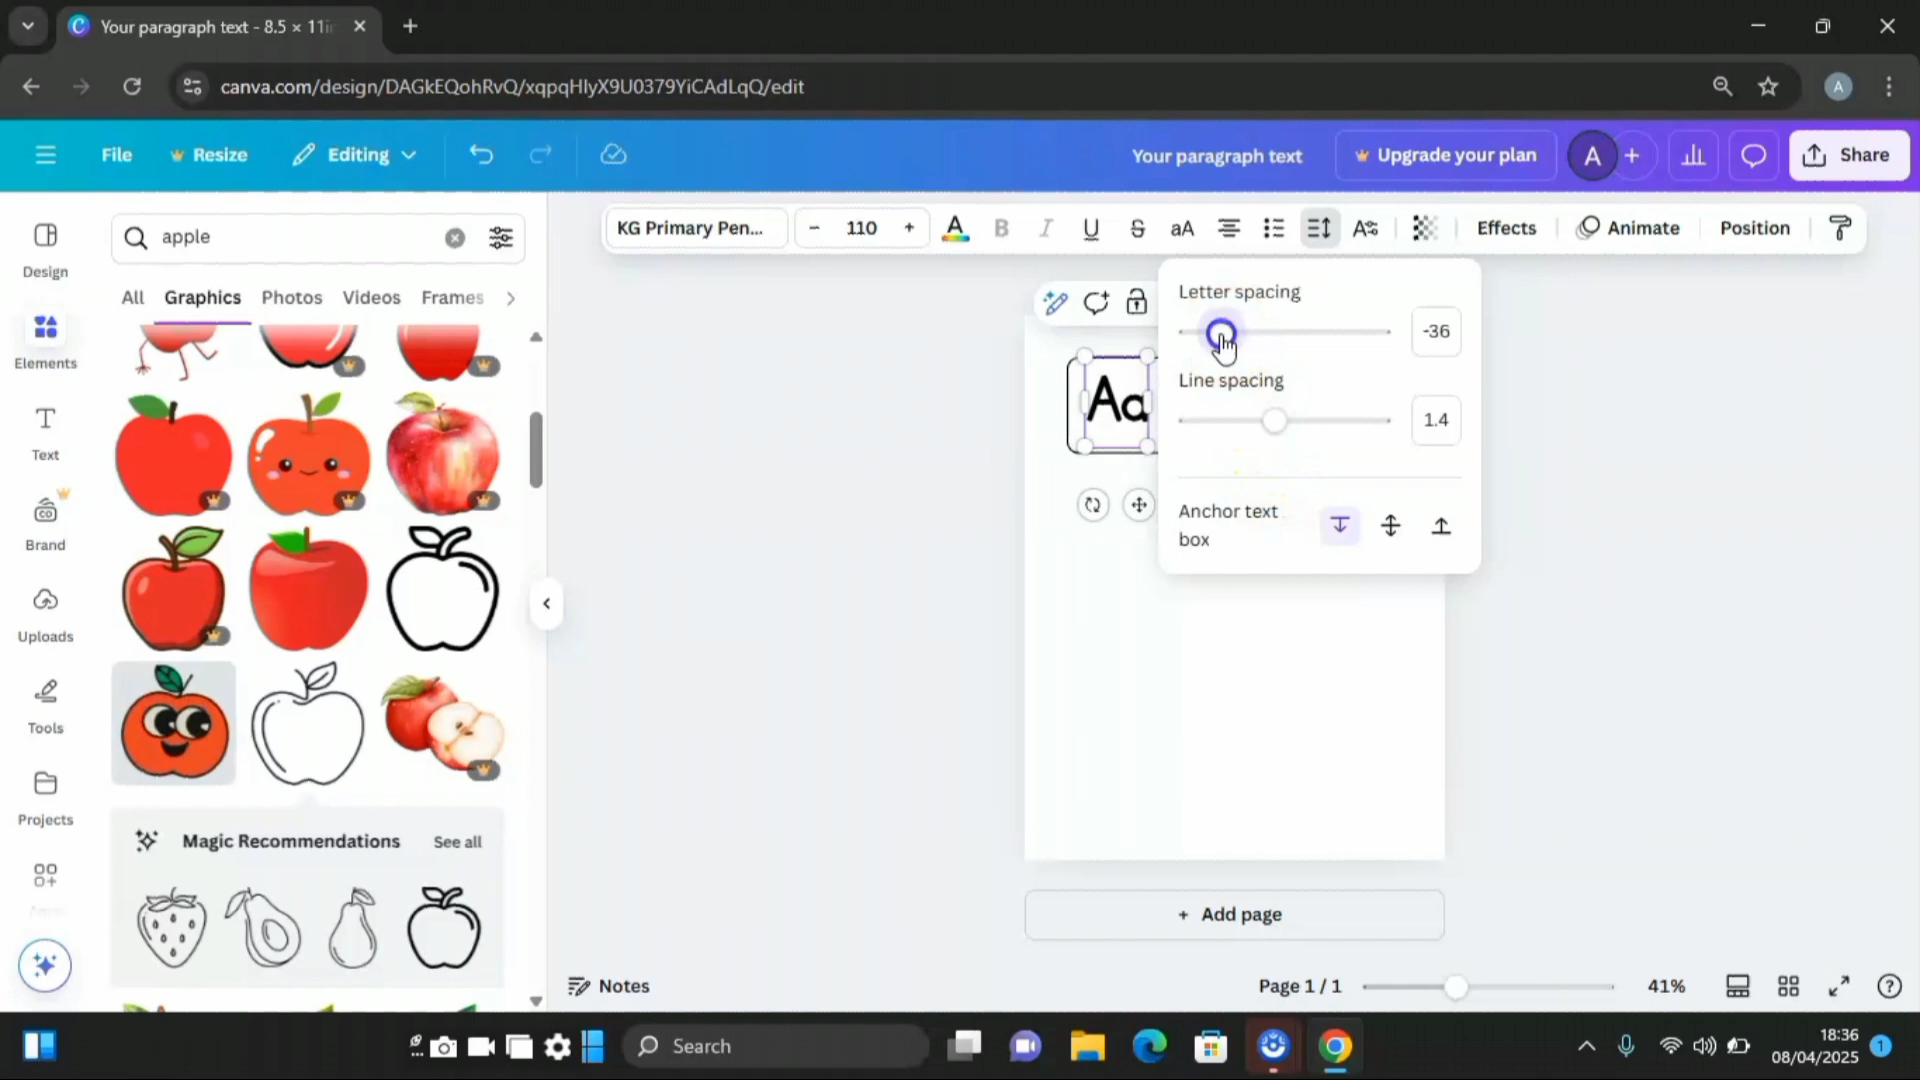 Your paragraph text - 8.5 × 11in
canva.com/design/DAGkEQohRvQ/xqpqHlyX9U0379YiCAdLqQ/edit
A
File
Resize
Editing
Your paragraph text
Upgrade your plan
A
+
Share
KG Primary Pen...
- 110 +
A
B
I
U
S
aA
Effects
Animate
Position
apple
All
Graphics
Photos
Videos
Frames
Design
Elements
Text
Brand
Uploads
Tools
Projects
Letter spacing
-36
Line spacing
1.4
Anchor text
box
Aa
Magic Recommendations
See all
+ Add page
Notes
Page 1 / 1
41%
Search
18:36
08/04/2025
1